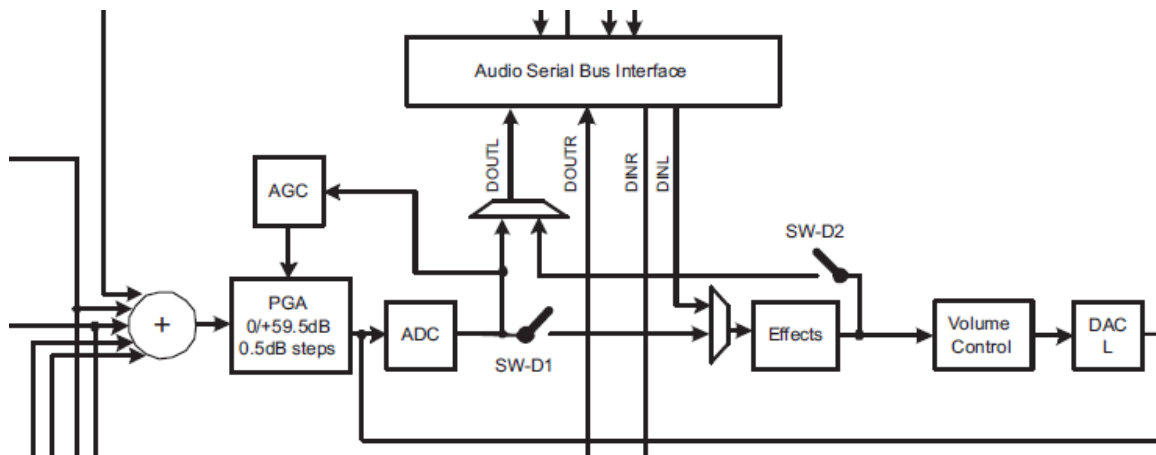 Audio Serial Bus Interface
DOUTL
DOUTR
DINR
DINL
AGC
SW-D2
PGA
0/+59.5dB
0.5dB steps
+
ADC
SW-D1
Effects
Volume
Control
DAC
L